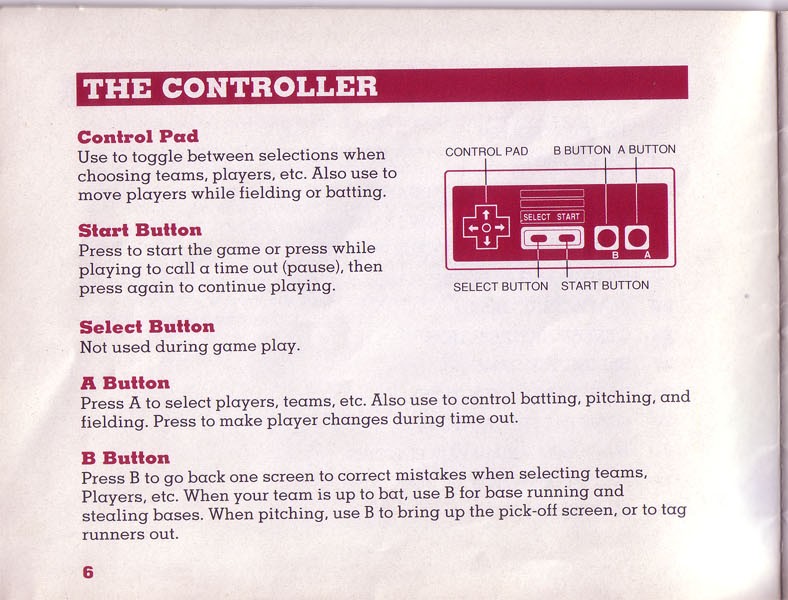 THE CONTROLLER
Control Pad
Use to toggle between selections when
choosing teams, players, etc. Also use to
move players while fielding or batting.
Start Button
Press to start the game or press while
playing to call a time out (pause), then
press again to continue playing.
CONTROL PAD B BUTTON A BUTTON
SELECT START
B A
SELECT BUTTON START BUTTON
Select Button
Not used during game play.
A Button
Press A to select players, teams, etc. Also use to control batting, pitching, and
fielding. Press to make player changes during time out.
B Button
Press B to go back one screen to correct mistakes when selecting teams,
Players, etc. When your team is up to bat, use B for base running and
stealing bases. When pitching, use B to bring up the pick-off screen, or to tag
runners out.
6